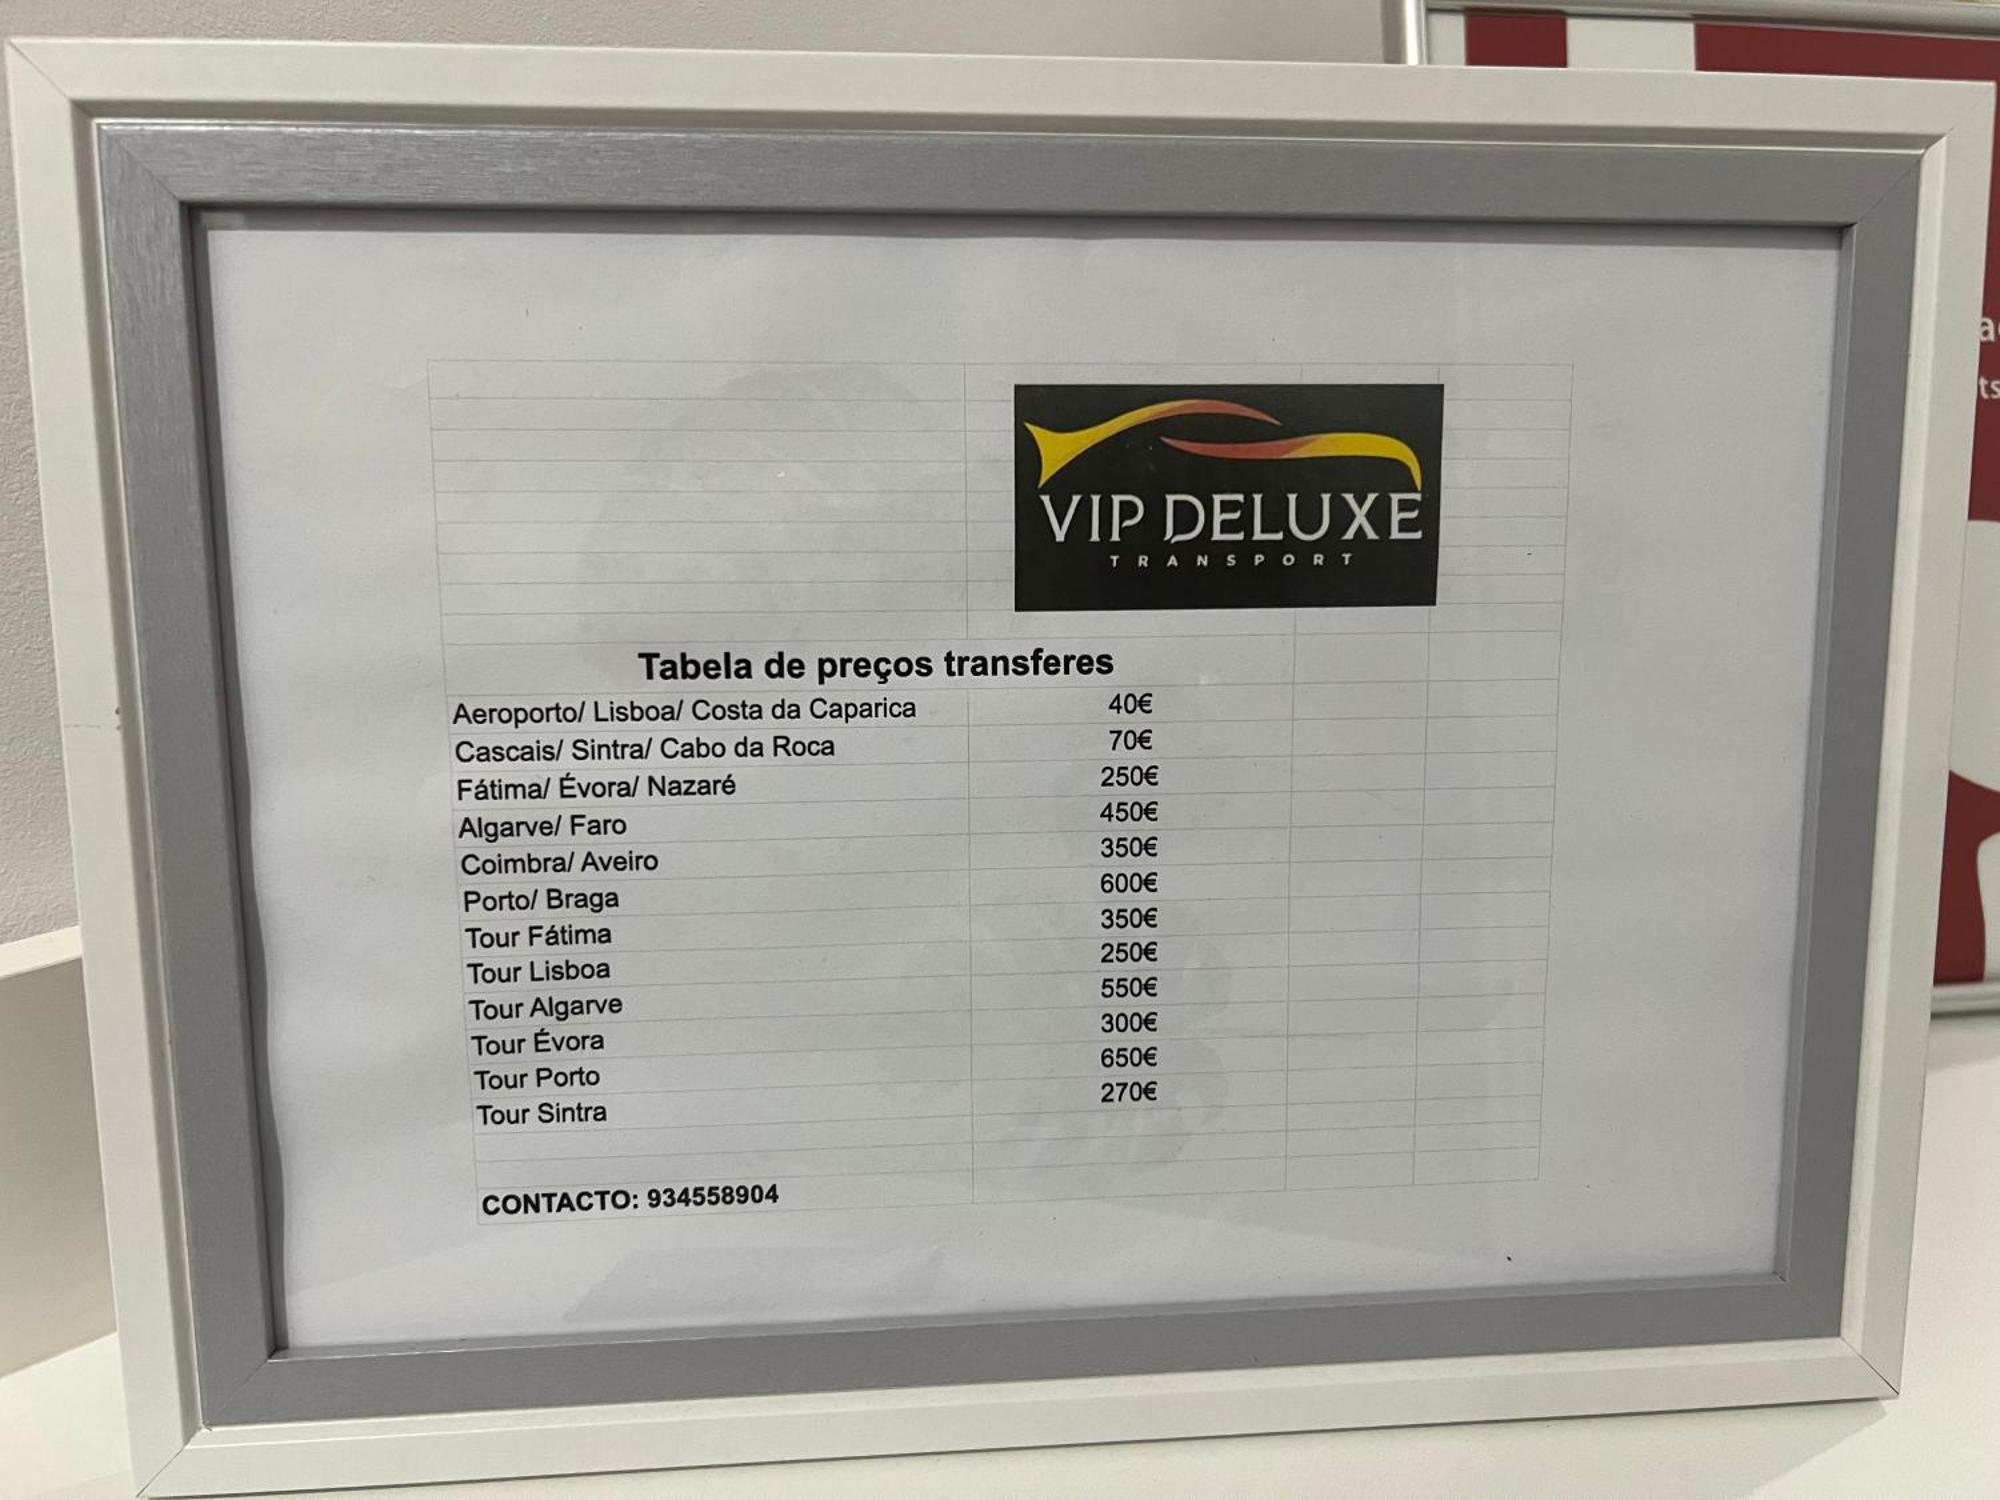 VIP DELUXE
TRANSPORT
Tabela de preços transferes
Aeroporto/ Lisboa/ Costa da Caparica 40€
Cascais/ Sintra/ Cabo da Roca 70€
Fátima/ Évora/ Nazaré 250€
Algarve/ Faro 450€
Coimbra/ Aveiro 350€
Porto/ Braga 600€
Tour Fátima 350€
Tour Lisboa 250€
Tour Algarve 550€
Tour Évora 300€
Tour Porto 650€
Tour Sintra 270€
CONTACTO: 934558904